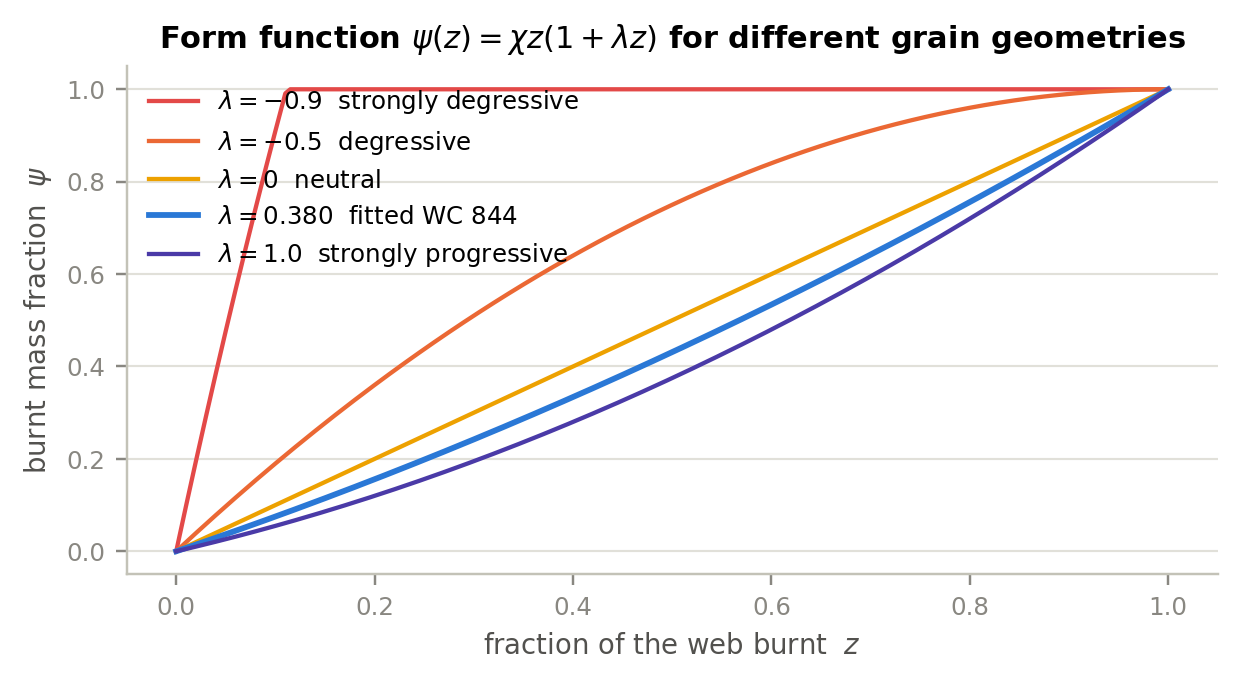 Form function ψ(z) = χz(1 + λz) for different grain geometries
λ = −0.9 strongly degressive
λ = −0.5 degressive
λ = 0 neutral
λ = 0.380 fitted WC 844
λ = 1.0 strongly progressive
burnt mass fraction ψ
1.0
0.8
0.6
0.4
0.2
0.0
0.0 0.2 0.4 0.6 0.8 1.0
fraction of the web burnt z